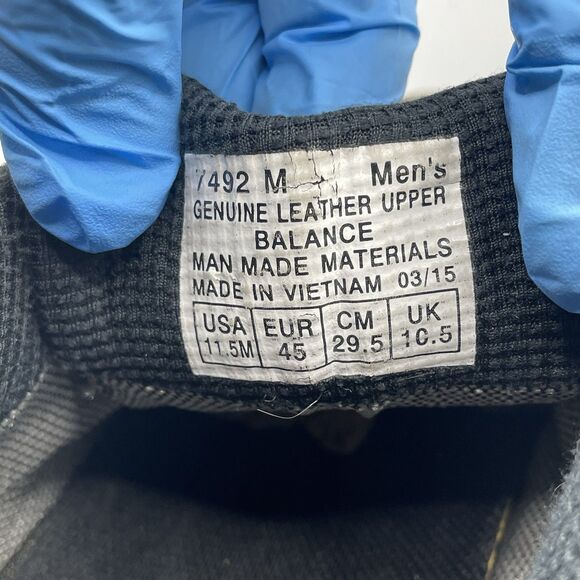 7492 M Men's
GENUINE LEATHER UPPER
BALANCE
MAN MADE MATERIALS
MADE IN VIETNAM 03/15
USA EUR CM UK
11.5M 45 29.5 10.5